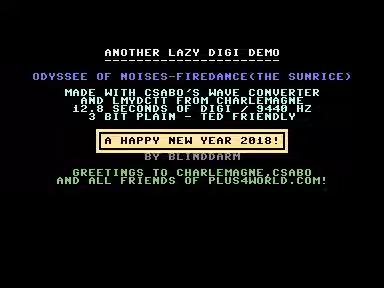 ANOTHER LAZY DIGI DEMO
----------------------
ODYSSEE OF NOISES-FIREDANCE(THE SUNRICE)
MADE WITH CSABO'S WAVE CONVERTER
AND LMYDCTT FROM CHARLEMAGNE
12.8 SECONDS OF DIGI / 9440 HZ
3 BIT PLAIN - TED FRIENDLY
A HAPPY NEW YEAR 2018!
BY BLINDDARM
GREETINGS TO CHARLEMAGNE,CSABO
AND ALL FRIENDS OF PLUS4WORLD.COM!